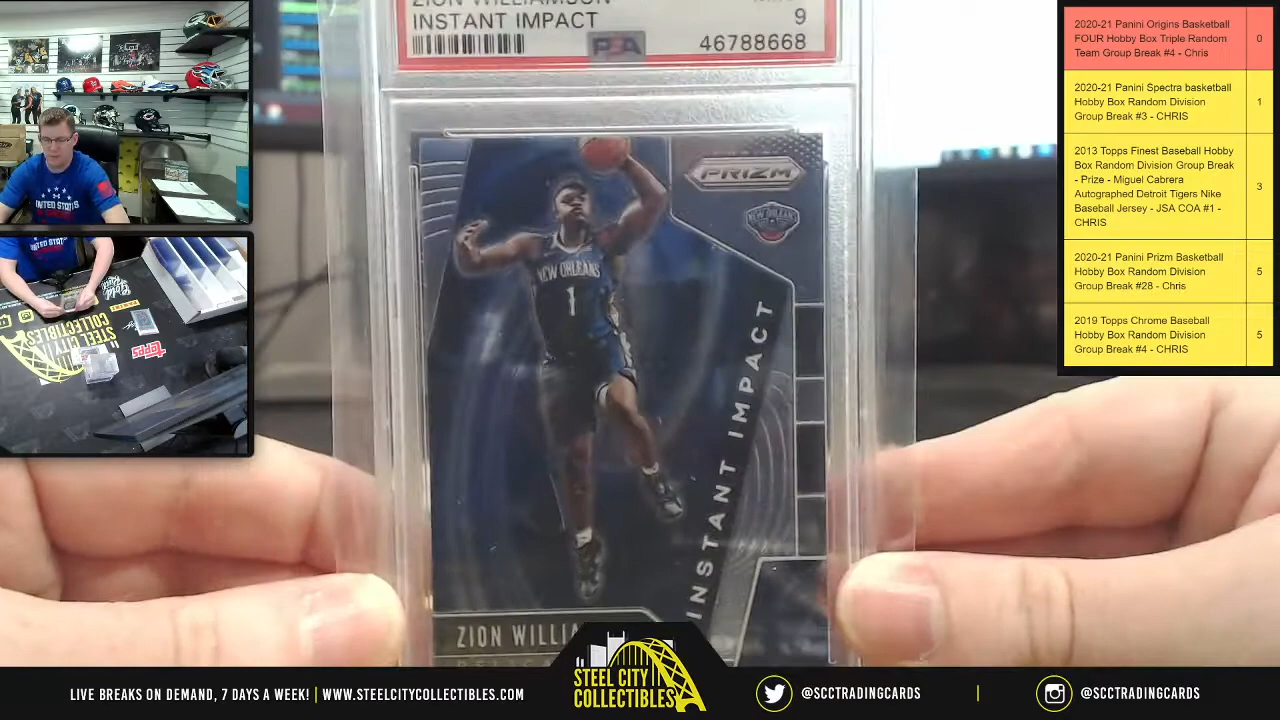 ZION WILLIAMSON
INSTANT IMPACT
9
PSA
46788668
PRIZM
NEW ORLEANS
NEW ORLEANS
1
INSTANT IMPACT
ZION WILLIA
UNITED STATES
STEEL CITY
COLLECTIBLES
Topps
PANINI
2020-21 Panini Origins Basketball
FOUR Hobby Box Triple Random
Team Group Break #4 - Chris
0
2020-21 Panini Spectra basketball
Hobby Box Random Division
Group Break #3 - CHRIS
1
2013 Topps Finest Baseball Hobby
Box Random Division Group Break
- Prize - Miguel Cabrera
Autographed Detroit Tigers Nike
Baseball Jersey - JSA COA #1 -
CHRIS
3
2020-21 Panini Prizm Basketball
Hobby Box Random Division
Group Break #28 - Chris
5
2019 Topps Chrome Baseball
Hobby Box Random Division
Group Break #4 - CHRIS
5
LIVE BREAKS ON DEMAND, 7 DAYS A WEEK! | WWW.STEELCITYCOLLECTIBLES.COM
STEEL CITY
COLLECTIBLES
@SCCTRADINGCARDS | @SCCTRADINGCARDS